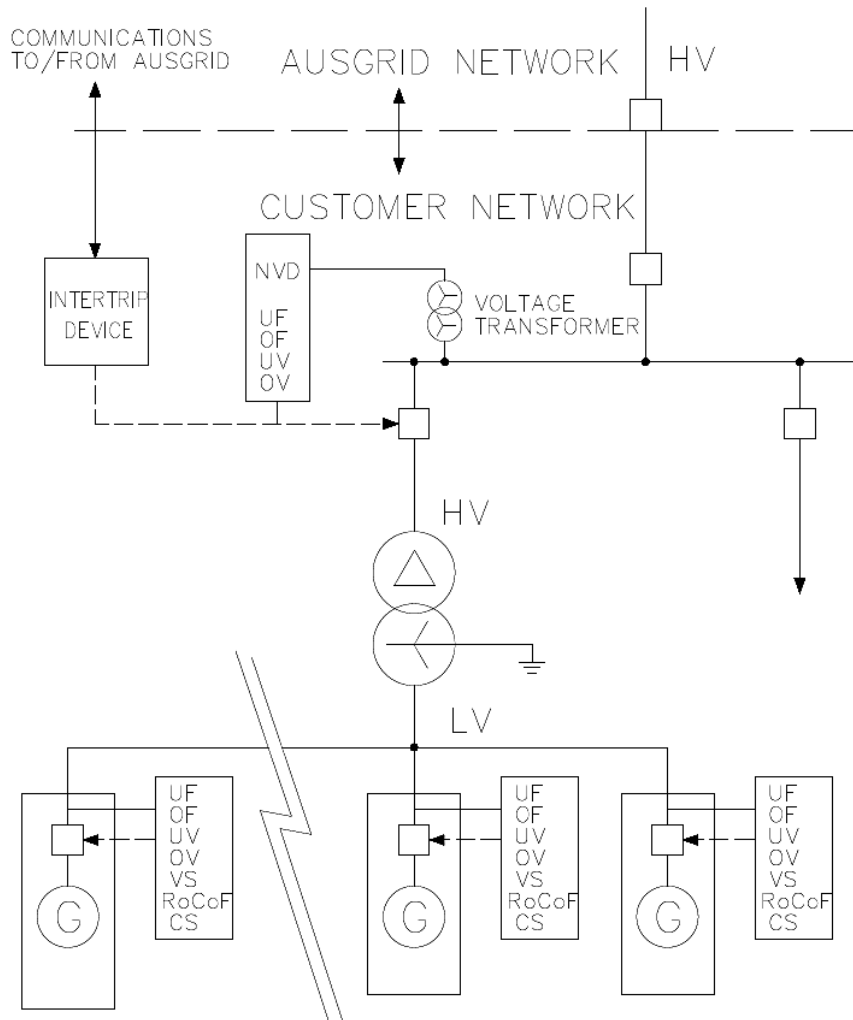 COMMUNICATIONS
TO/FROM AUSGRID
AUSGRID NETWORK
HV
CUSTOMER NETWORK
INTERTRIP
DEVICE
NVD
UF
OF
UV
OV
VOLTAGE
TRANSFORMER
HV
LV
UF
OF
UV
OV
VS
RoCoF
CS
G
UF
OF
UV
OV
VS
RoCoF
CS
G
UF
OF
UV
OV
VS
RoCoF
CS
G